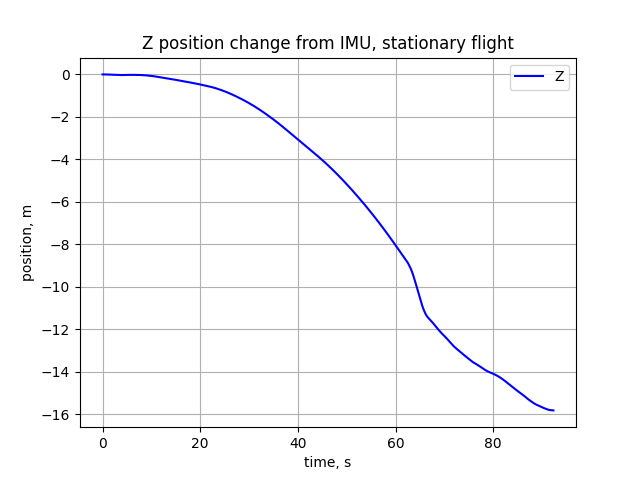 Z position change from IMU, stationary flight
Z
0
−2
−4
−6
−8
−10
−12
−14
−16
position, m
0 20 40 60 80
time, s